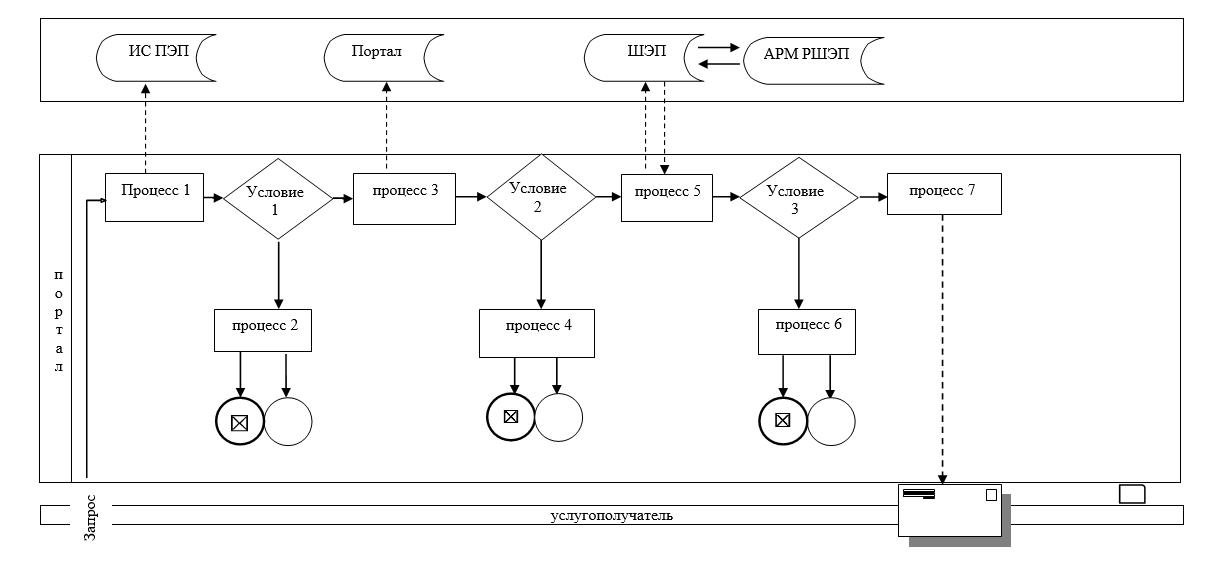 ИС ПЭП
Портал
ШЭП
АРМ РШЭП
Процесс 1
Условие
1
процесс 3
Условие
2
процесс 5
Условие
3
процесс 7
портал
процесс 2
процесс 4
процесс 6
Запрос
услугополучатель